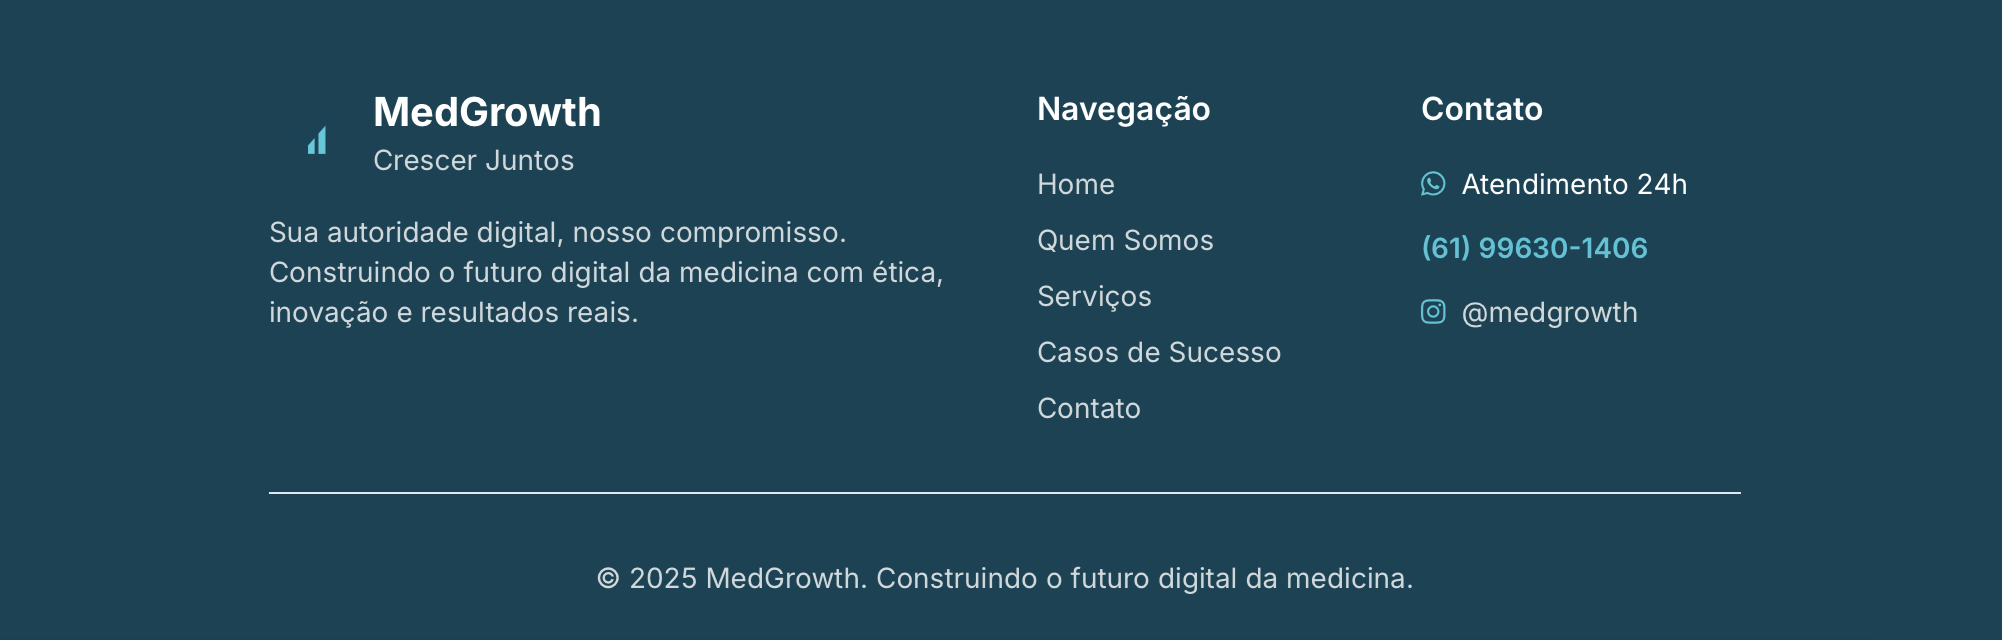 MedGrowth
Crescer Juntos
Sua autoridade digital, nosso compromisso.
Construindo o futuro digital da medicina com ética,
inovação e resultados reais.
Navegação
Home
Quem Somos
Serviços
Casos de Sucesso
Contato
Contato
Atendimento 24h
(61) 99630-1406
@medgrowth
© 2025 MedGrowth. Construindo o futuro digital da medicina.